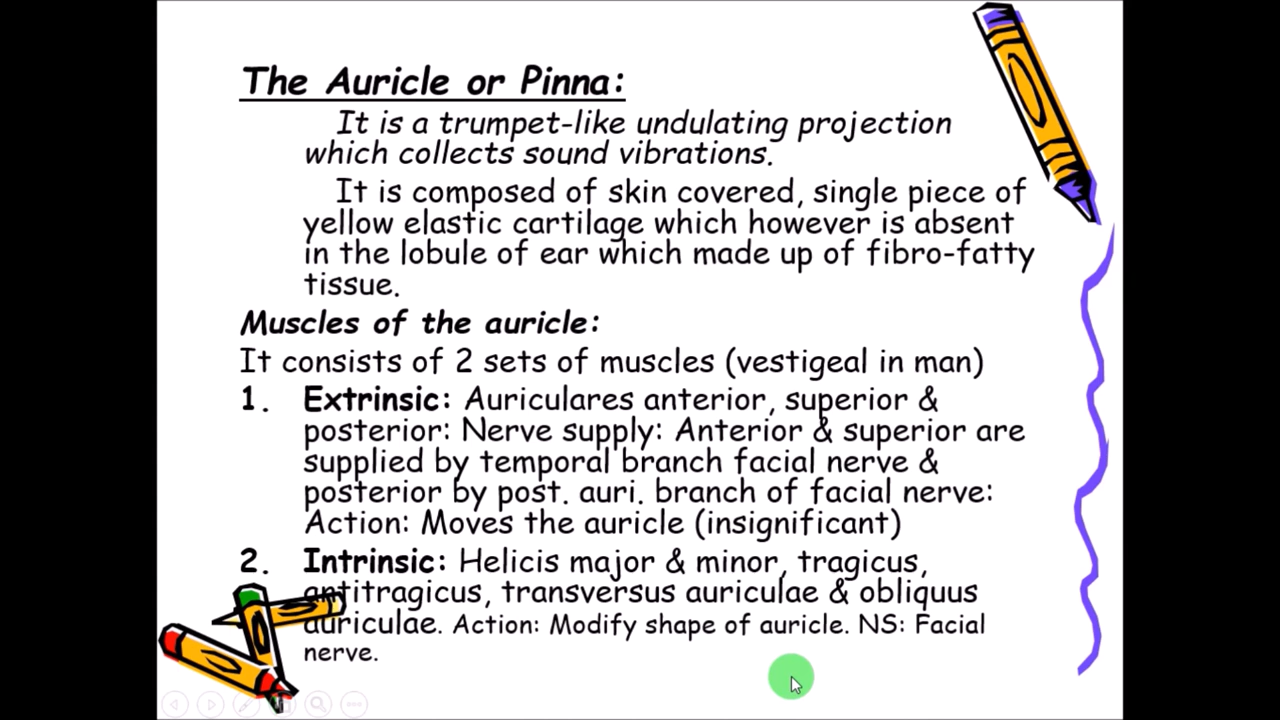 The Auricle or Pinna:
It is a trumpet-like undulating projection
which collects sound vibrations.
It is composed of skin covered, single piece of
yellow elastic cartilage which however is absent
in the lobule of ear which made up of fibro-fatty
tissue.
Muscles of the auricle:
It consists of 2 sets of muscles (vestigeal in man)
1. Extrinsic: Auriculares anterior, superior &
posterior: Nerve supply: Anterior & superior are
supplied by temporal branch facial nerve &
posterior by post. auri. branch of facial nerve:
Action: Moves the auricle (insignificant)
2. Intrinsic: Helicis major & minor, tragicus,
antitragicus, transversus auriculae & obliquus
auriculae. Action: Modify shape of auricle. NS: Facial
nerve.